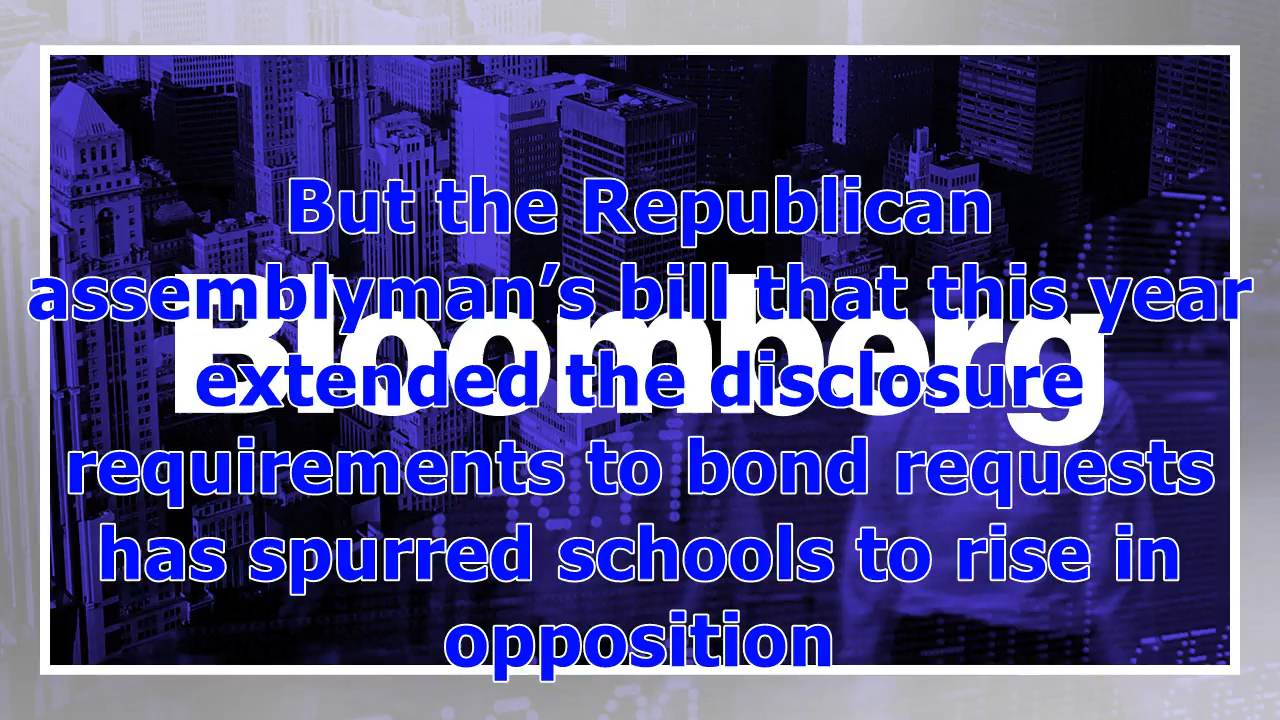 But the Republican
assemblyman’s bill that this year
Bloomberg
extended the disclosure
requirements to bond requests
has spurred schools to rise in
opposition